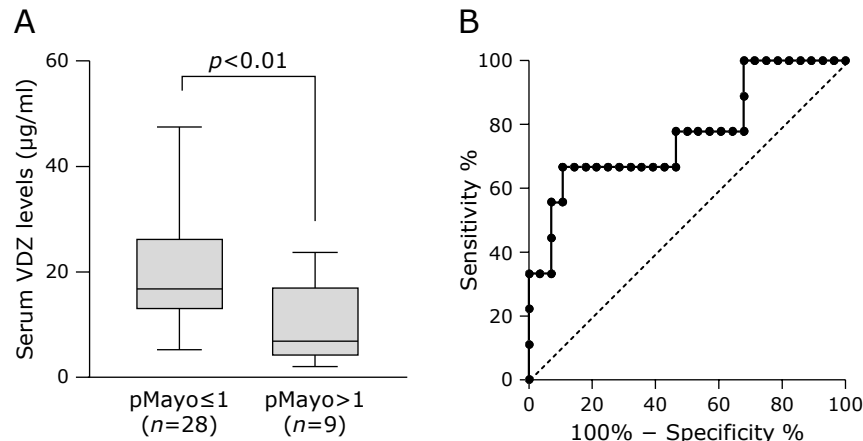 A
Serum VDZ levels (µg/ml)
60
40
20
0
p<0.01
pMayo≤1
(n=28)
pMayo>1
(n=9)
B
Sensitivity %
100
80
60
40
20
0
0 20 40 60 80 100
100% − Specificity %